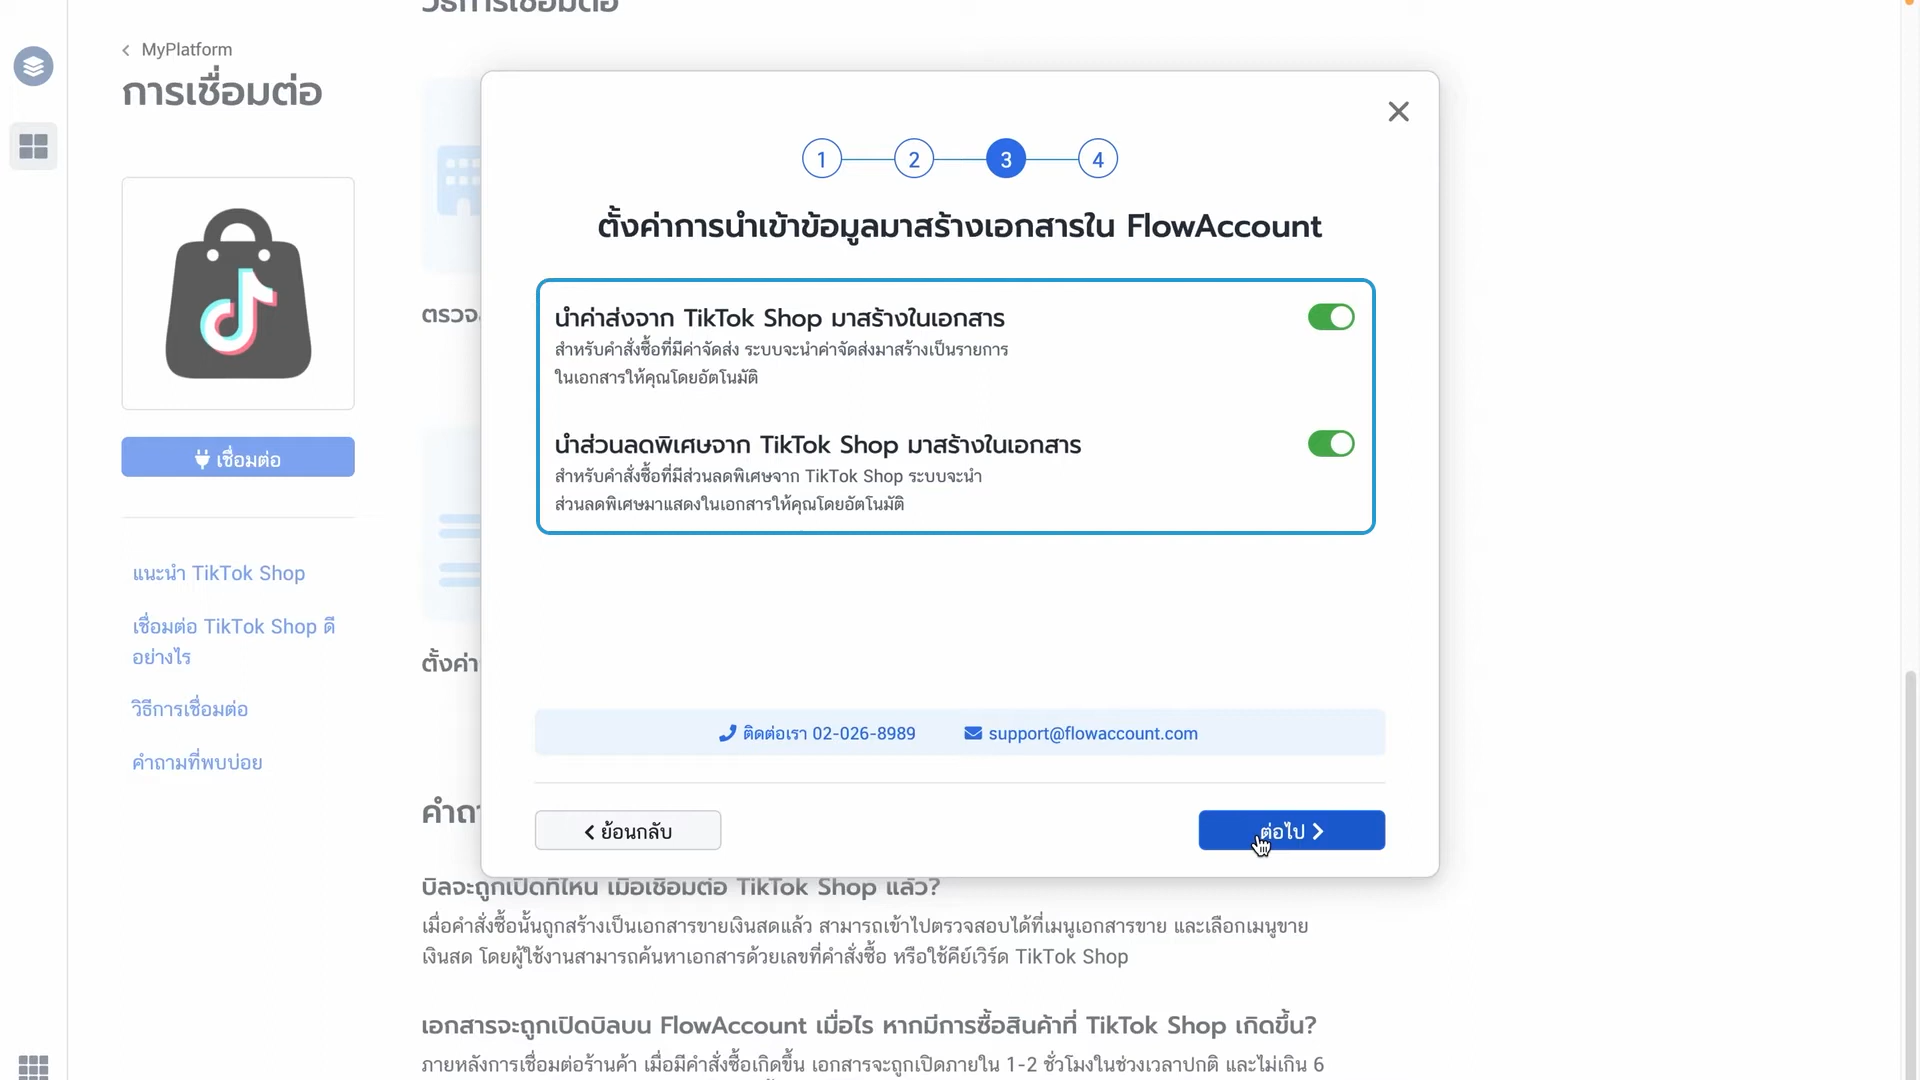 วิธีการเชื่อมต่อ
MyPlatform
การเชื่อมต่อ
เชื่อมต่อ
แนะนำ TikTok Shop
เชื่อมต่อ TikTok Shop ดี
อย่างไร
วิธีการเชื่อมต่อ
คำถามที่พบบ่อย
1 2 3 4
ตั้งค่าการนำเข้าข้อมูลมาสร้างเอกสารใน FlowAccount
นำค่าส่งจาก TikTok Shop มาสร้างในเอกสาร
สำหรับคำสั่งซื้อที่มีค่าจัดส่ง ระบบจะนำค่าจัดส่งมาสร้างเป็นรายการ
ในเอกสารให้คุณโดยอัตโนมัติ
นำส่วนลดพิเศษจาก TikTok Shop มาสร้างในเอกสาร
สำหรับคำสั่งซื้อที่มีส่วนลดพิเศษจาก TikTok Shop ระบบจะนำ
ส่วนลดพิเศษมาแสดงในเอกสารให้คุณโดยอัตโนมัติ
ติดต่อเรา 02-026-8989 support@flowaccount.com
ย้อนกลับ
ต่อไป
ตั้งค่า
บิลจะถูกเปิดที่ไหน เมื่อเชื่อมต่อ TikTok Shop แล้ว?
เมื่อคำสั่งซื้อนั้นถูกสร้างเป็นเอกสารขายเงินสดแล้ว สามารถเข้าไปตรวจสอบได้ที่เมนูเอกสารขาย และเลือกเมนูขาย
เงินสด โดยผู้ใช้งานสามารถค้นหาเอกสารด้วยเลขที่คำสั่งซื้อ หรือใช้คีย์เวิร์ด TikTok Shop
เอกสารจะถูกเปิดบิลบน FlowAccount เมื่อไร หากมีการซื้อสินค้าที่ TikTok Shop เกิดขึ้น?
ภายหลังการเชื่อมต่อร้านค้า เมื่อมีคำสั่งซื้อเกิดขึ้น เอกสารจะถูกเปิดภายใน 1-2 ชั่วโมงในช่วงเวลาปกติ และไม่เกิน 6